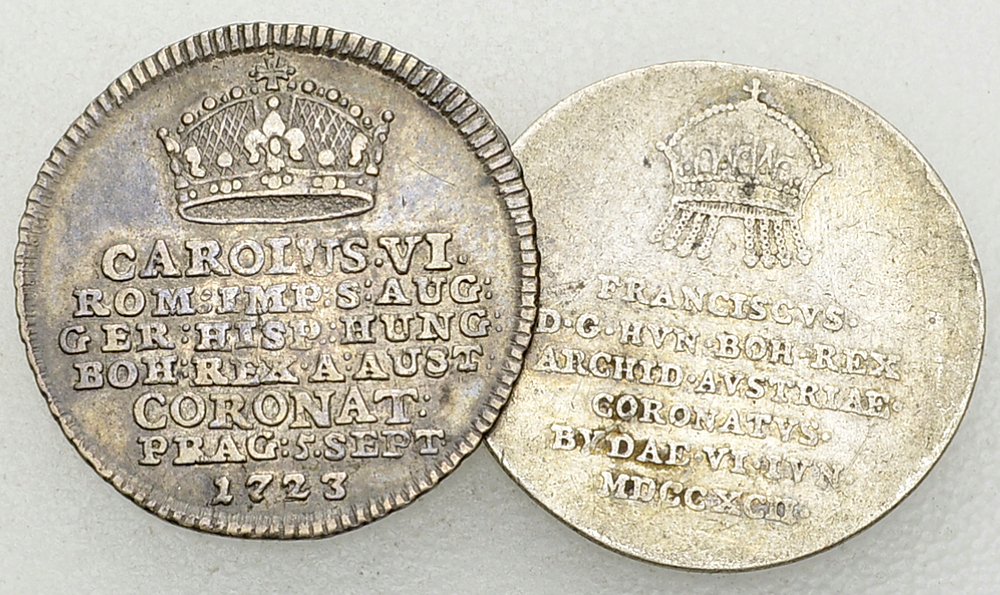 CAROLUS·VI·
ROM:IMP:S:AUG:
GER:HISP:HUNG:
BOH:REX·A:AUST
CORONAT:
PRAG:5·SEPT
1723
FRANCISCVS·
D·G·HVN·BOH·REX
ARCHID·AVSTRIAE·
CORONATVS·
BVDAE·VI·IVN·
MDCCXCII·